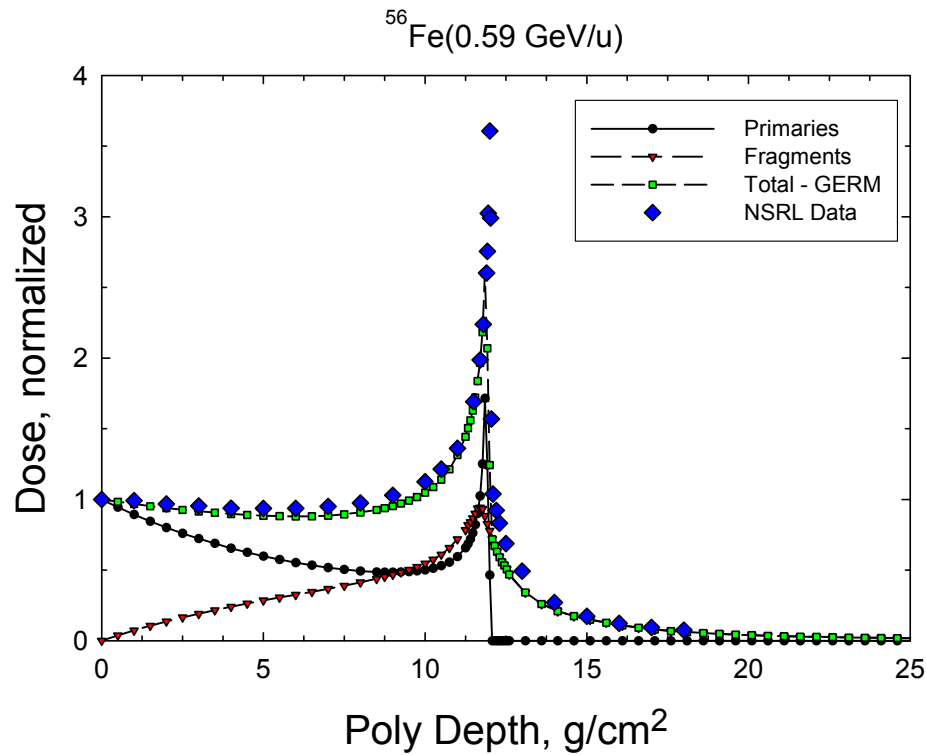 ⁵⁶Fe(0.59 GeV/u)
4
3
2
1
0
Dose, normalized
Primaries
Fragments
Total - GERM
NSRL Data
0 5 10 15 20 25
Poly Depth, g/cm²